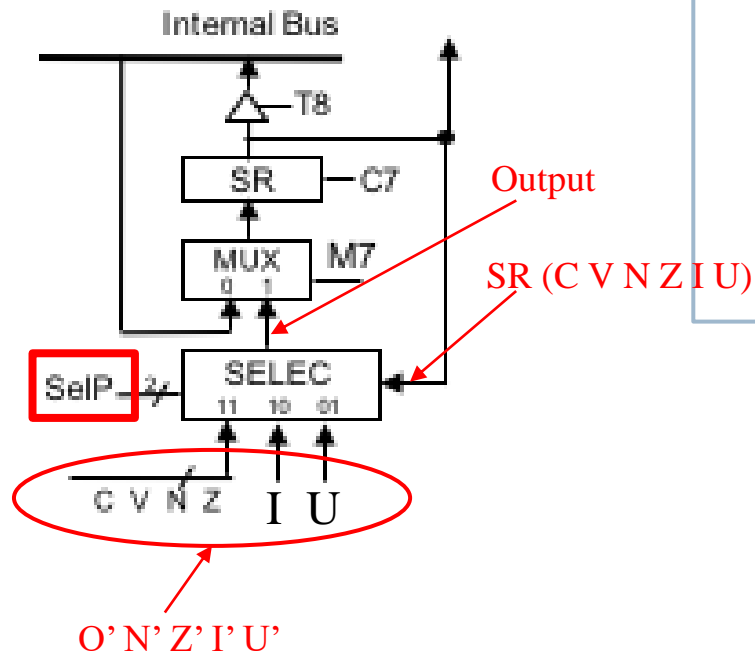 Internal Bus
T8
SR C7
Output
MUX M7
0 1
SR (C V N Z I U)
SelP 2 SELEC
11 10 01
C V N Z I U
O' N' Z' I' U'